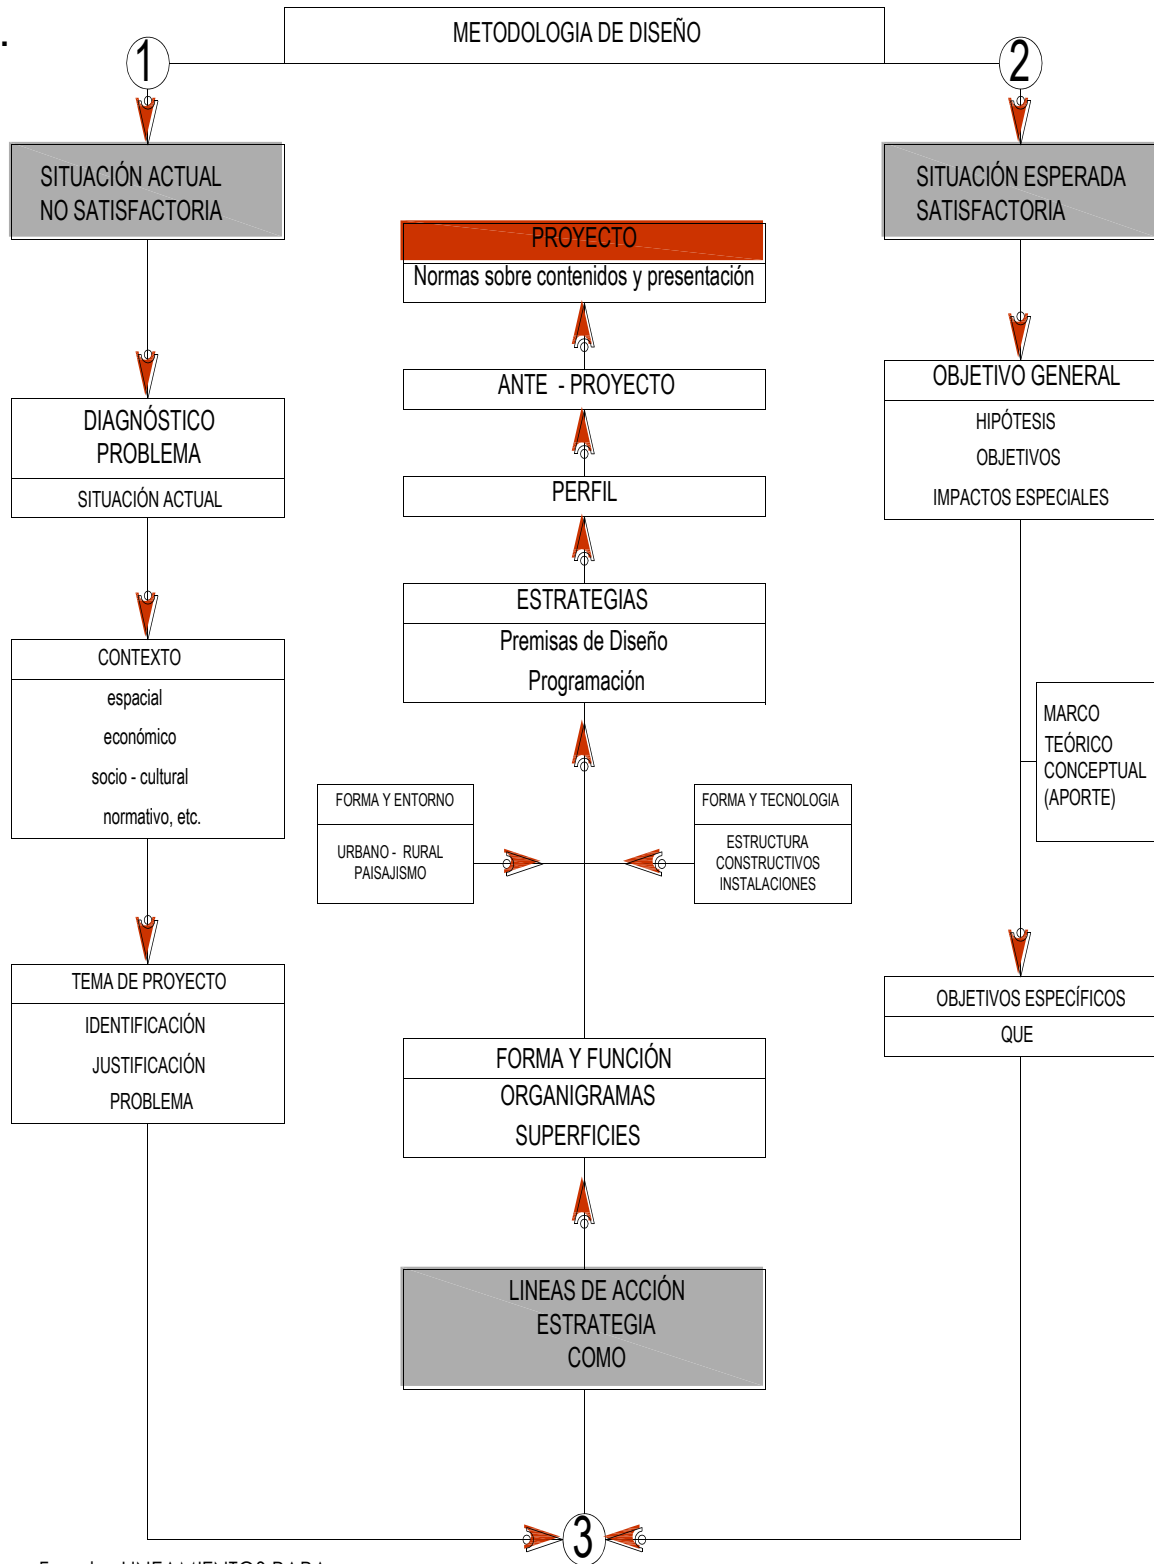 METODOLOGIA DE DISEÑO
1
2
SITUACIÓN ACTUAL
NO SATISFACTORIA
SITUACIÓN ESPERADA
SATISFACTORIA
PROYECTO
Normas sobre contenidos y presentación
ANTE - PROYECTO
OBJETIVO GENERAL
HIPÓTESIS
OBJETIVOS
IMPACTOS ESPECIALES
DIAGNÓSTICO
PROBLEMA
SITUACIÓN ACTUAL
PERFIL
ESTRATEGIAS
Premisas de Diseño
Programación
CONTEXTO
espacial
económico
socio - cultural
normativo, etc.
MARCO
TEÓRICO
CONCEPTUAL
(APORTE)
FORMA Y ENTORNO
URBANO - RURAL
PAISAJISMO
FORMA Y TECNOLOGIA
ESTRUCTURA
CONSTRUCTIVOS
INSTALACIONES
TEMA DE PROYECTO
IDENTIFICACIÓN
JUSTIFICACIÓN
PROBLEMA
OBJETIVOS ESPECÍFICOS
QUE
FORMA Y FUNCIÓN
ORGANIGRAMAS
SUPERFICIES
LINEAS DE ACCIÓN
ESTRATEGIA
COMO
3